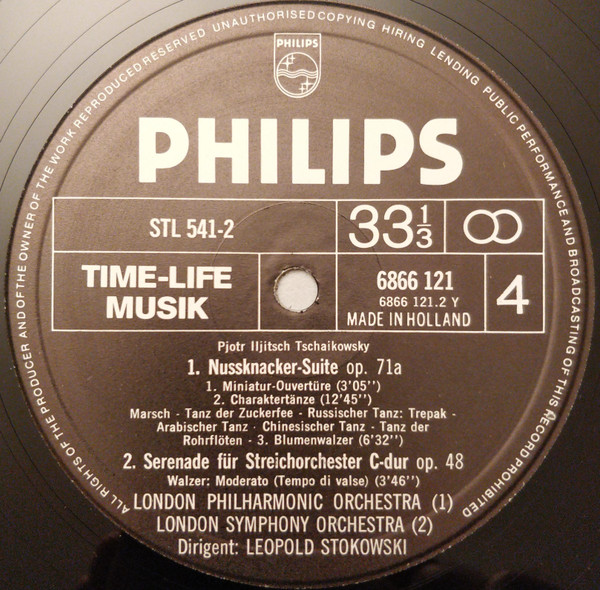 ALL RIGHTS OF THE PRODUCER AND OF THE OWNER OF THE WORK REPRODUCED RESERVED UNAUTHORISED COPYING HIRING LENDING PUBLIC PERFORMANCE AND BROADCASTING OF THIS RECORD PROHIBITED
PHILIPS
PHILIPS
STL 541-2
33 1/3
TIME-LIFE
MUSIK
6866 121
6866 121.2 Y
MADE IN HOLLAND
4
Pjotr Iljitsch Tschaikowsky
1. Nussknacker-Suite op. 71a
1. Miniatur-Ouvertüre (3'05'')
2. Charaktertänze (12'45'')
Marsch - Tanz der Zuckerfee - Russischer Tanz: Trepak -
Arabischer Tanz - Chinesischer Tanz - Tanz der
Rohrflöten - 3. Blumenwalzer (6'32'')
2. Serenade für Streichorchester C-dur op. 48
Walzer: Moderato (Tempo di valse) (3'46'')
LONDON PHILHARMONIC ORCHESTRA (1)
LONDON SYMPHONY ORCHESTRA (2)
Dirigent: LEOPOLD STOKOWSKI